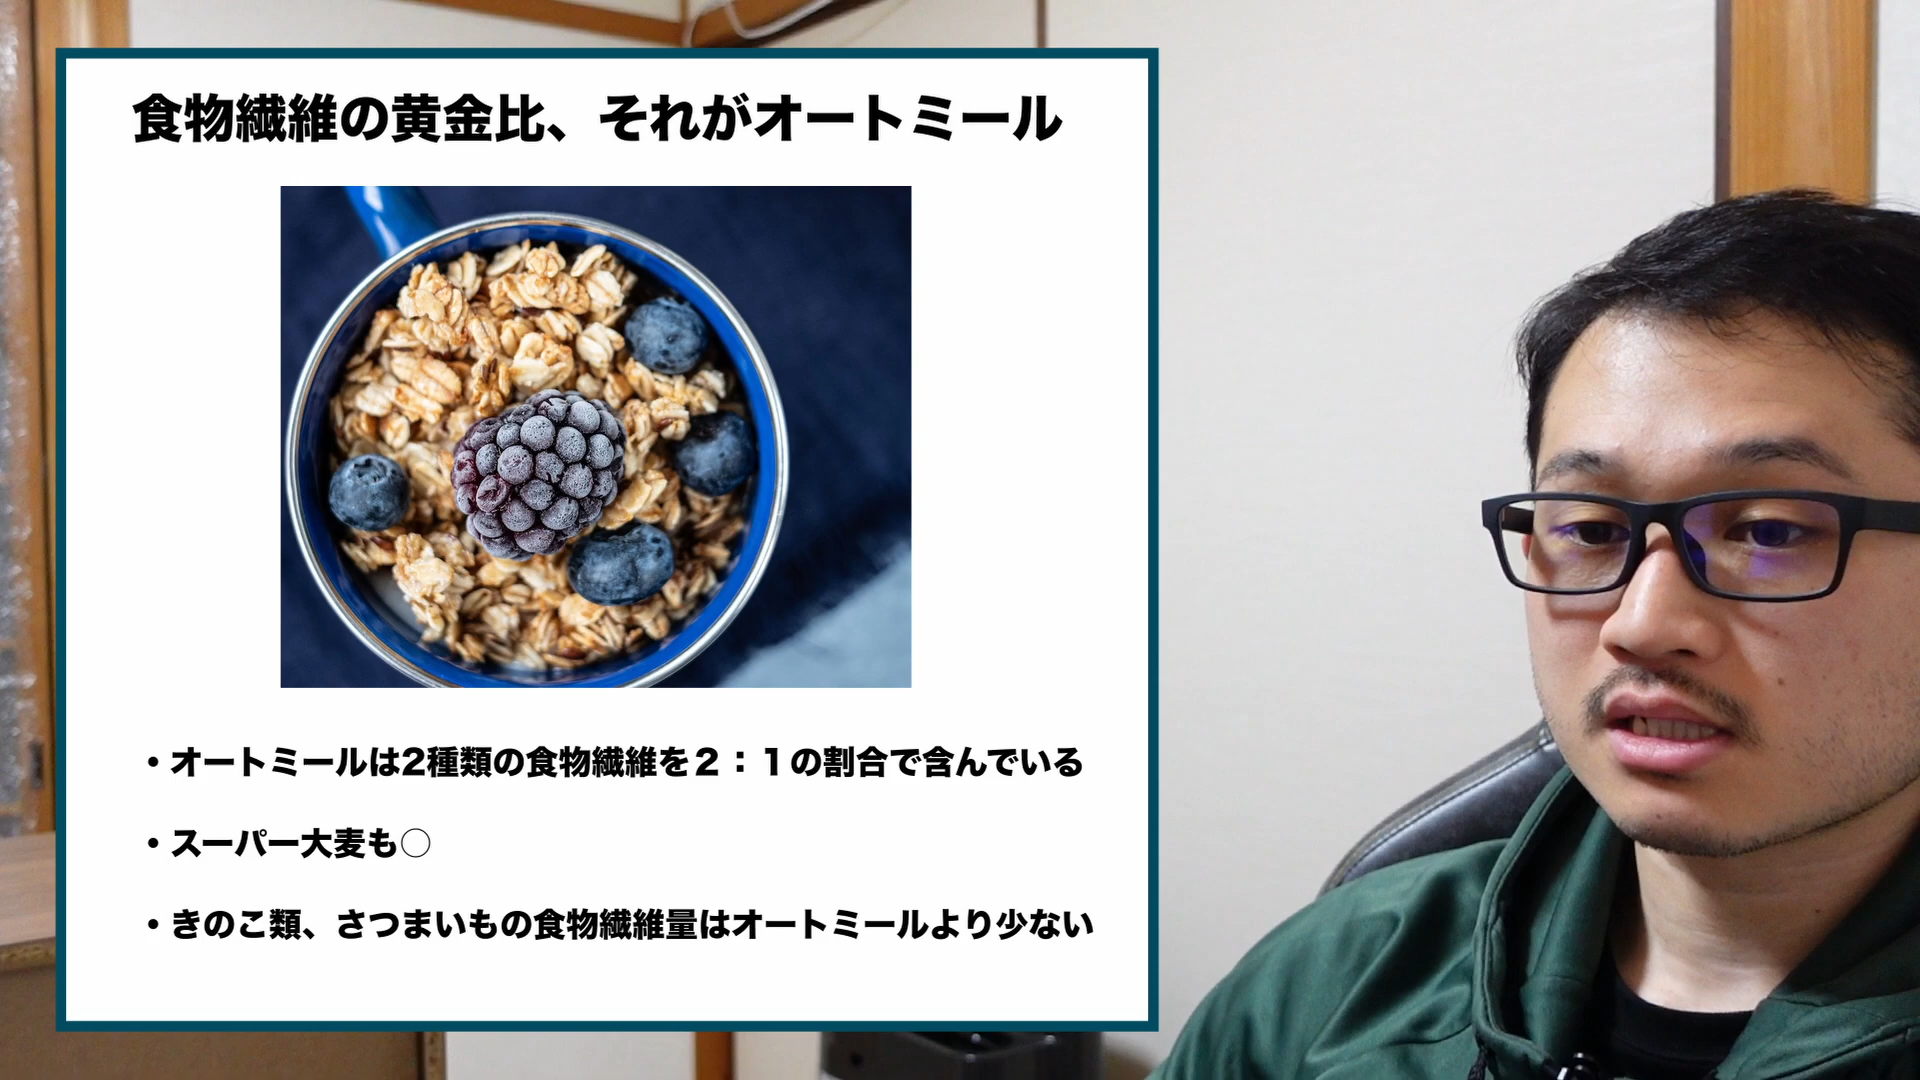 食物繊維の黄金比、それがオートミール
・オートミールは2種類の食物繊維を２：１の割合で含んでいる
・スーパー大麦も◯
・きのこ類、さつまいもの食物繊維量はオートミールより少ない